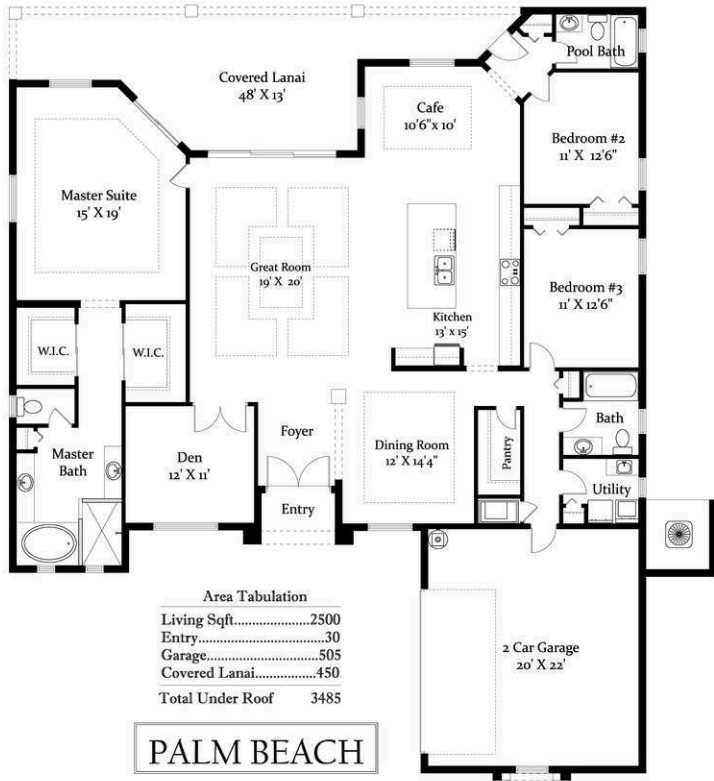 Pool Bath
Covered Lanai
48' X 13'
Cafe
10'6"x 10'
Bedroom #2
11' X 12'6"
Master Suite
15' X 19'
Great Room
19' X 20'
Bedroom #3
11' X 12'6"
Kitchen
13' x 15'
W.I.C.
W.I.C.
Bath
Foyer
Dining Room
12' X 14'4"
Pantry
Master
Bath
Den
12' X 11'
Utility
Entry
Area Tabulation
Living Sqft......................2500
Entry................................30
Garage..............................505
Covered Lanai.................450
Total Under Roof 3485
2 Car Garage
20' X 22'
PALM BEACH